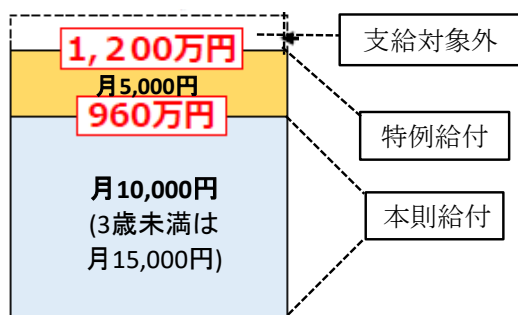 1，200万円
支給対象外
月5,000円
特例給付
960万円
月10,000円
(3歳未満は
月15,000円)
本則給付